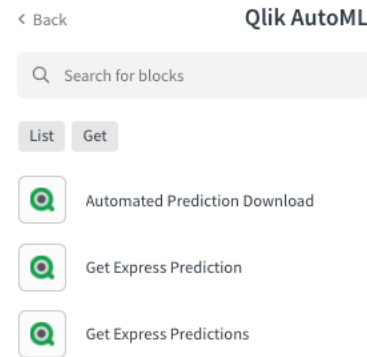 Back
Qlik AutoML
Search for blocks
List Get
Automated Prediction Download
Get Express Prediction
Get Express Predictions